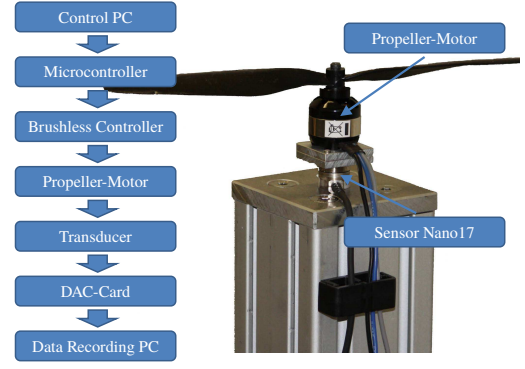 Control PC
Microcontroller
Brushless Controller
Propeller-Motor
Transducer
DAC-Card
Data Recording PC
Propeller-Motor
Sensor Nano17